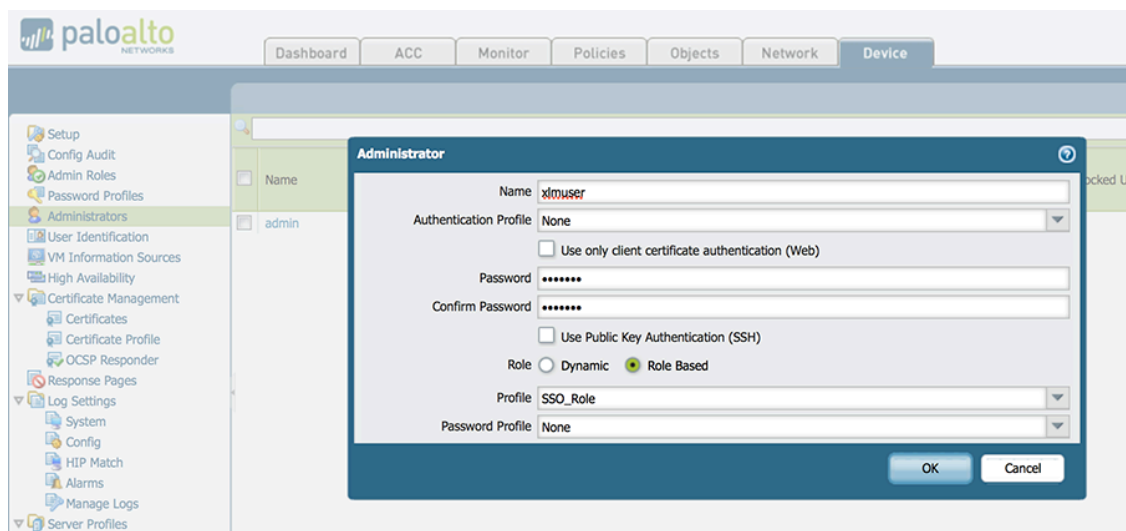 paloalto
NETWORKS
Dashboard ACC Monitor Policies Objects Network Device
Setup
Config Audit
Admin Roles
Password Profiles
Administrators
User Identification
VM Information Sources
High Availability
Certificate Management
Certificates
Certificate Profile
OCSP Responder
Response Pages
Log Settings
System
Config
HIP Match
Alarms
Manage Logs
Server Profiles
Name
admin
Administrator
Name xlmuser
Authentication Profile None
Use only client certificate authentication (Web)
Password •••••••
Confirm Password •••••••
Use Public Key Authentication (SSH)
Role Dynamic Role Based
Profile SSO_Role
Password Profile None
OK Cancel